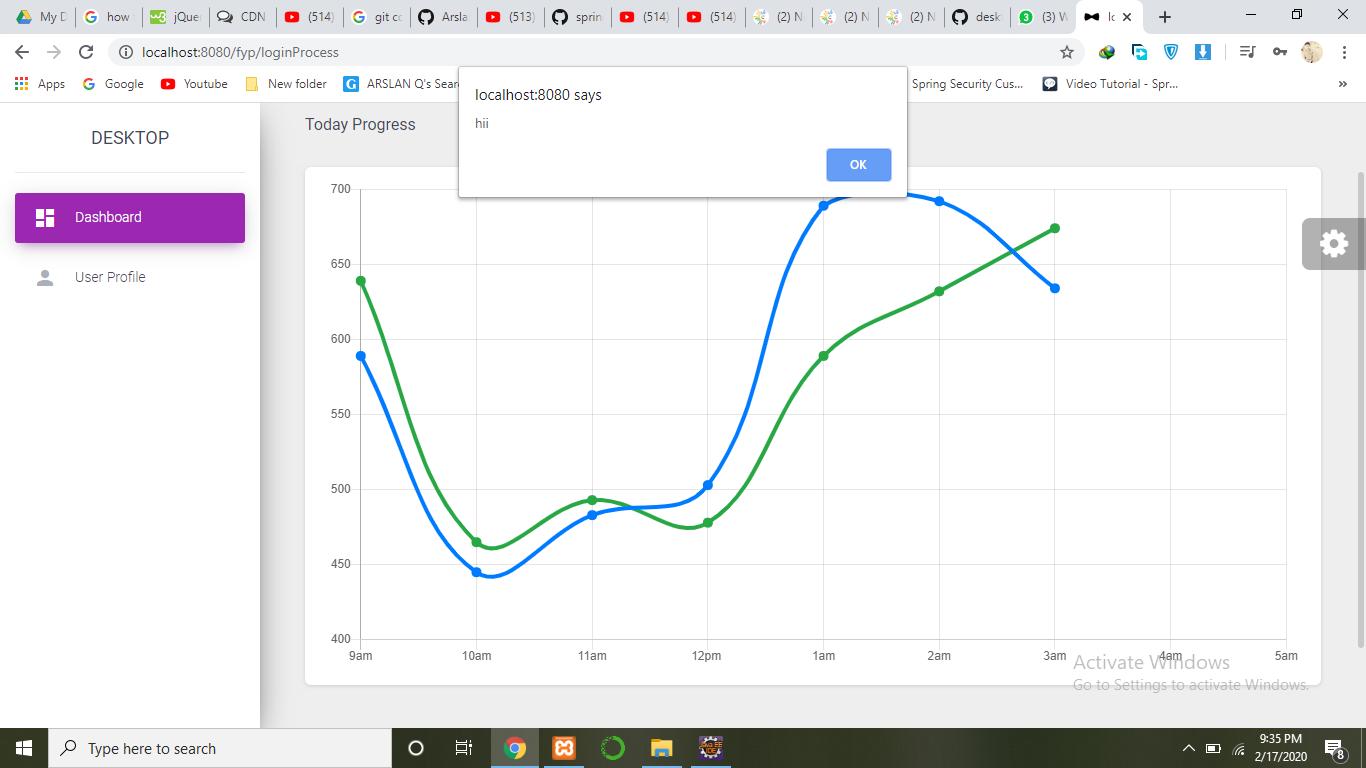 My D
how
jQuer
CDN
(514)
git co
Arsla
(513)
sprin
(514)
(514)
(2) N
(2) N
(2) N
desk
(3) W
lo
localhost:8080/fyp/loginProcess
Apps
Google
Youtube
New folder
ARSLAN Q's Sear
Spring Security Cus...
Video Tutorial - Spr...
»
localhost:8080 says
hii
OK
DESKTOP
Dashboard
User Profile
Today Progress
700
650
600
550
500
450
400
9am 10am 11am 12pm 1am 2am 3am 4am 5am
Activate Windows
Go to Settings to activate Windows.
Type here to search
9:35 PM
2/17/2020
8